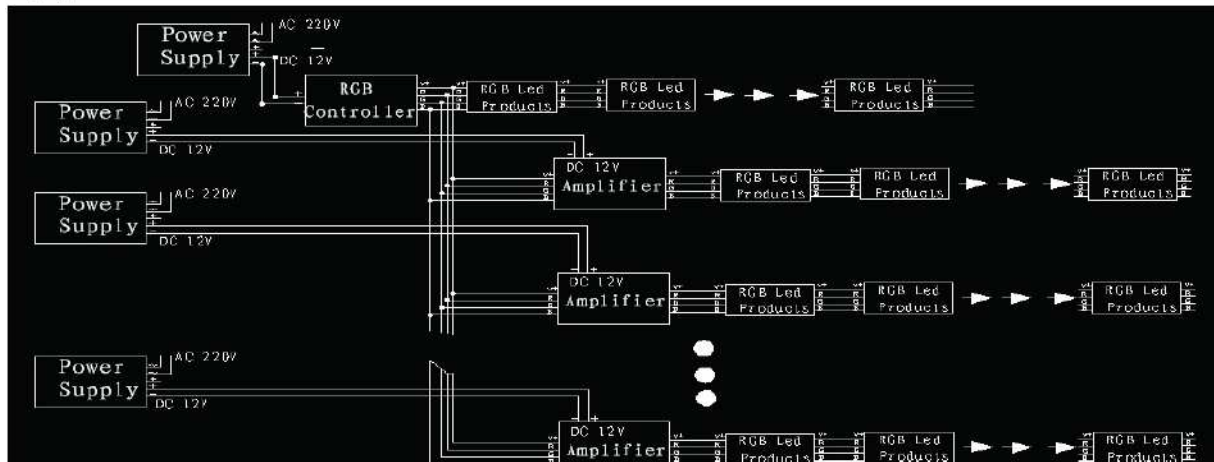 Power
Supply
AC 220V
DC 12V
RGB
Controller
RGB Led
Products
RGB Led
Products
RGB Led
Products
Power
Supply
AC 220V
DC 12V
DC 12V
Amplifier
RGB Led
Products
RGB Led
Products
RGB Led
Products
Power
Supply
AC 220V
DC 12V
DC 12V
Amplifier
RGB Led
Products
RGB Led
Products
RGB Led
Products
Power
Supply
AC 220V
DC 12V
DC 12V
Amplifier
RGB Led
Products
RGB Led
Products
RGB Led
Products